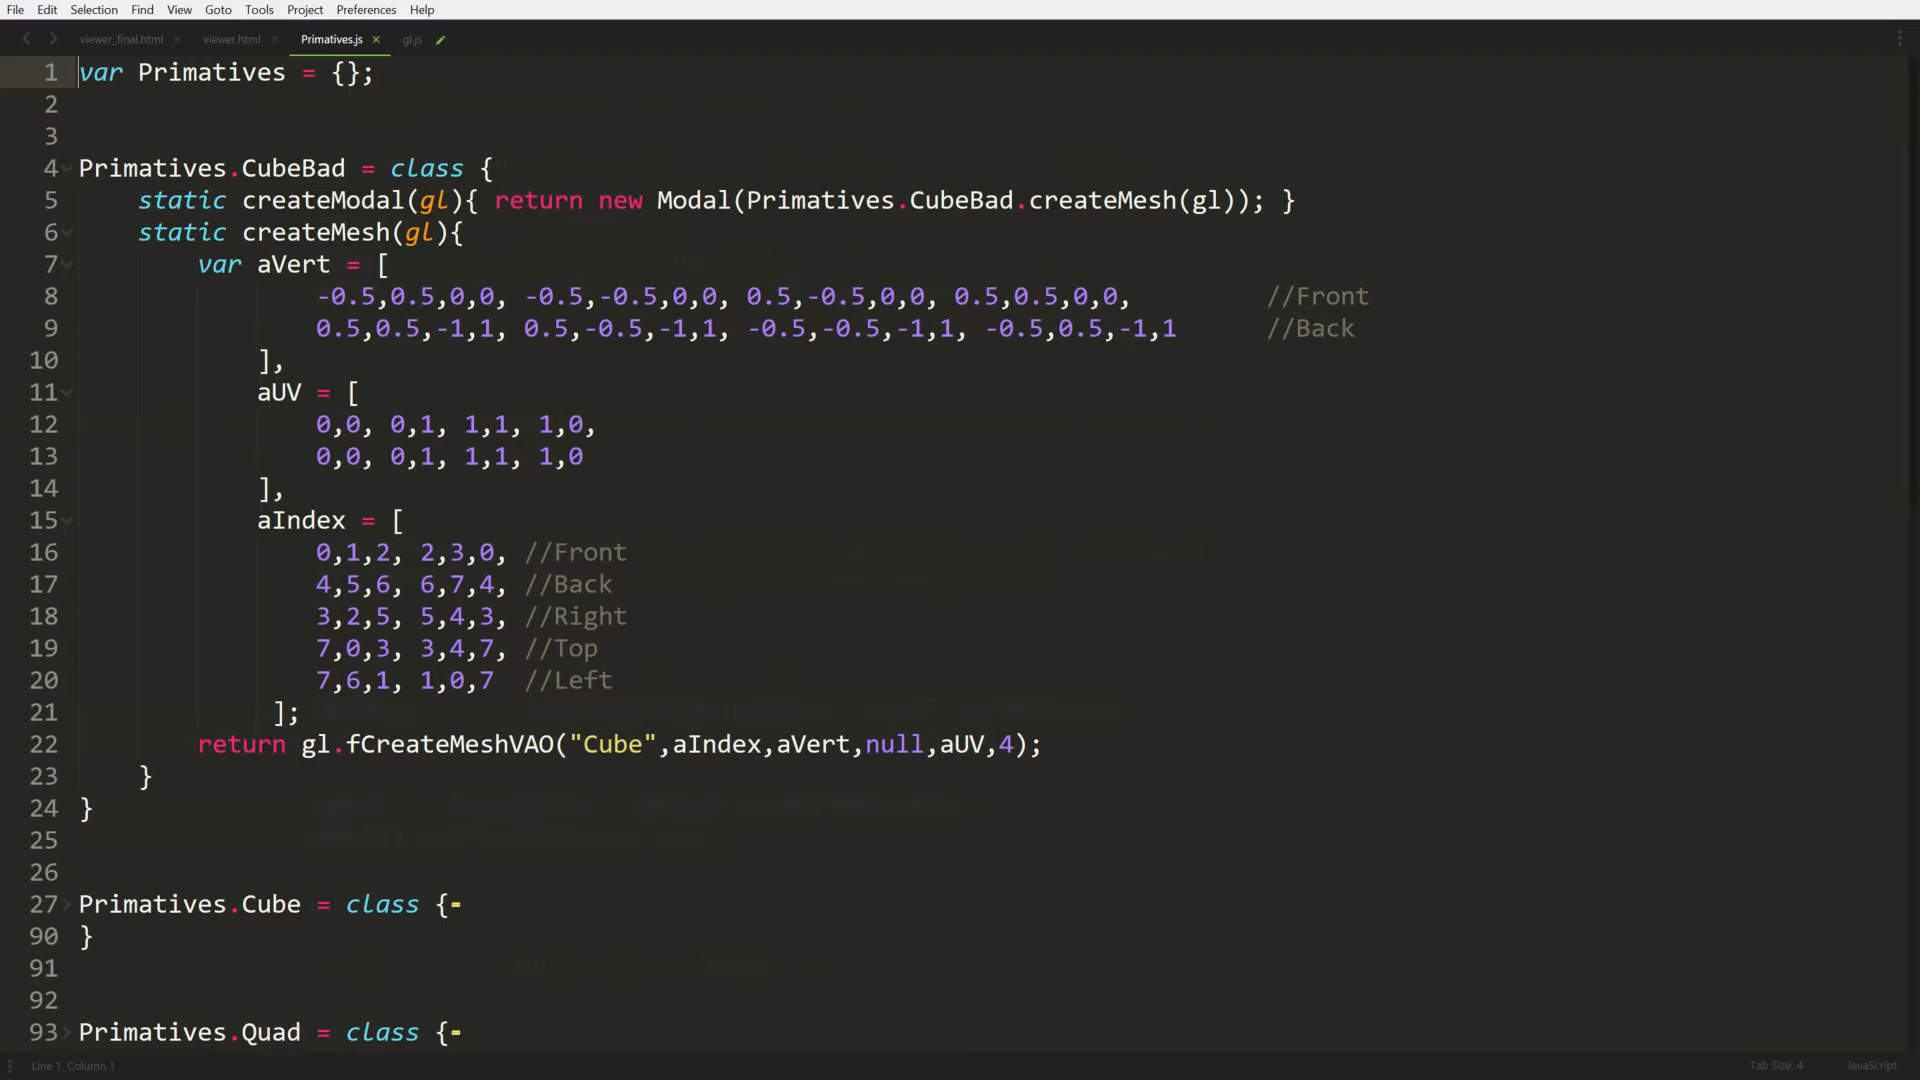 File Edit Selection Find View Goto Tools Project Preferences Help
viewer_final.html × viewer.html × Primatives.js × gl.js
1 var Primatives = {};
2
3
4 Primatives.CubeBad = class {
5 static createModal(gl){ return new Modal(Primatives.CubeBad.createMesh(gl)); }
6 static createMesh(gl){
7 var aVert = [
8 -0.5,0.5,0,0, -0.5,-0.5,0,0, 0.5,-0.5,0,0, 0.5,0.5,0,0, //Front
9 0.5,0.5,-1,1, 0.5,-0.5,-1,1, -0.5,-0.5,-1,1, -0.5,0.5,-1,1 //Back
10 ],
11 aUV = [
12 0,0, 0,1, 1,1, 1,0,
13 0,0, 0,1, 1,1, 1,0
14 ],
15 aIndex = [
16 0,1,2, 2,3,0, //Front
17 4,5,6, 6,7,4, //Back
18 3,2,5, 5,4,3, //Right
19 7,0,3, 3,4,7, //Top
20 7,6,1, 1,0,7 //Left
21 ];
22 return gl.fCreateMeshVAO("Cube",aIndex,aVert,null,aUV,4);
23 }
24 }
25
26
27 Primatives.Cube = class {
90 }
91
92
93 Primatives.Quad = class {
Line 1, Column 1 Tab Size: 4 JavaScript